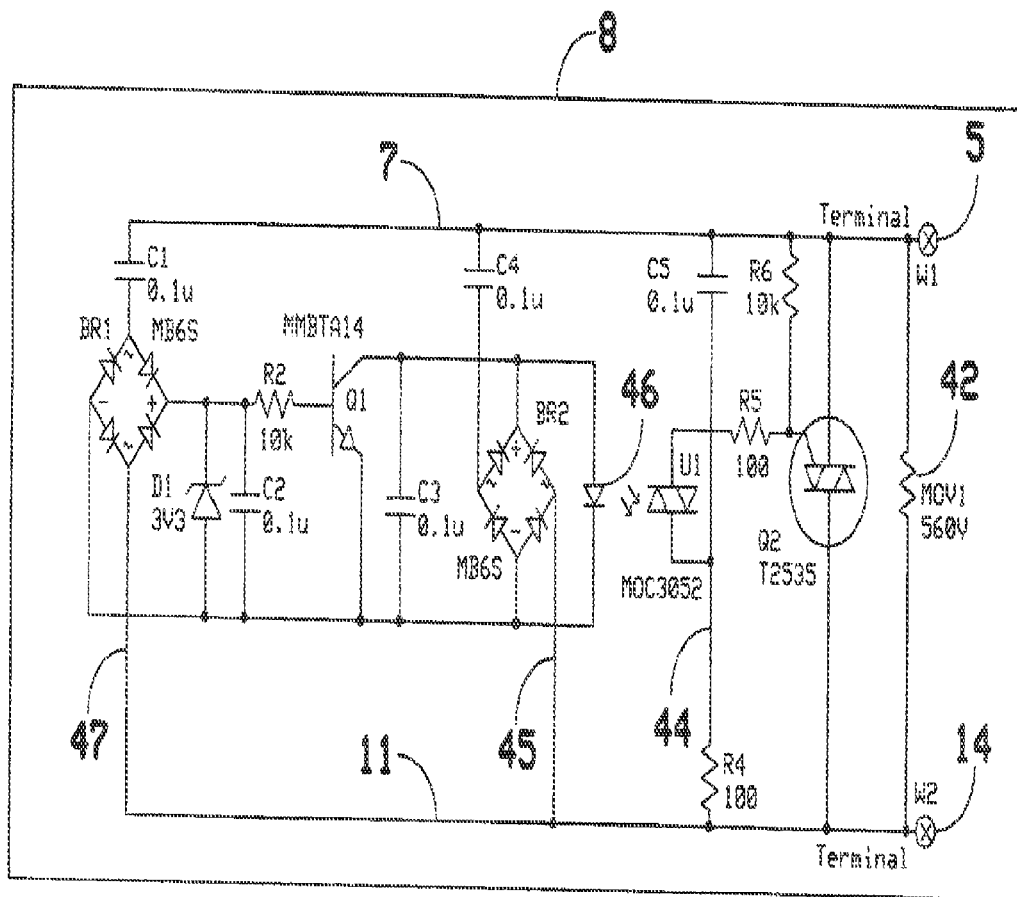 8
5
7
Terminal
W1
C1
0.1u
C4
0.1u
C5
0.1u
R6
10k
BR1
MB6S
MMBTA14
R2
10k
Q1
46
42
BR2
R5
100
U1
D1
3V3
C2
0.1u
C3
0.1u
MOV1
560V
Q2
T2535
MB6S
MOC3052
47
45
44
14
11
R4
100
W2
Terminal
~
~
-
+
+
-